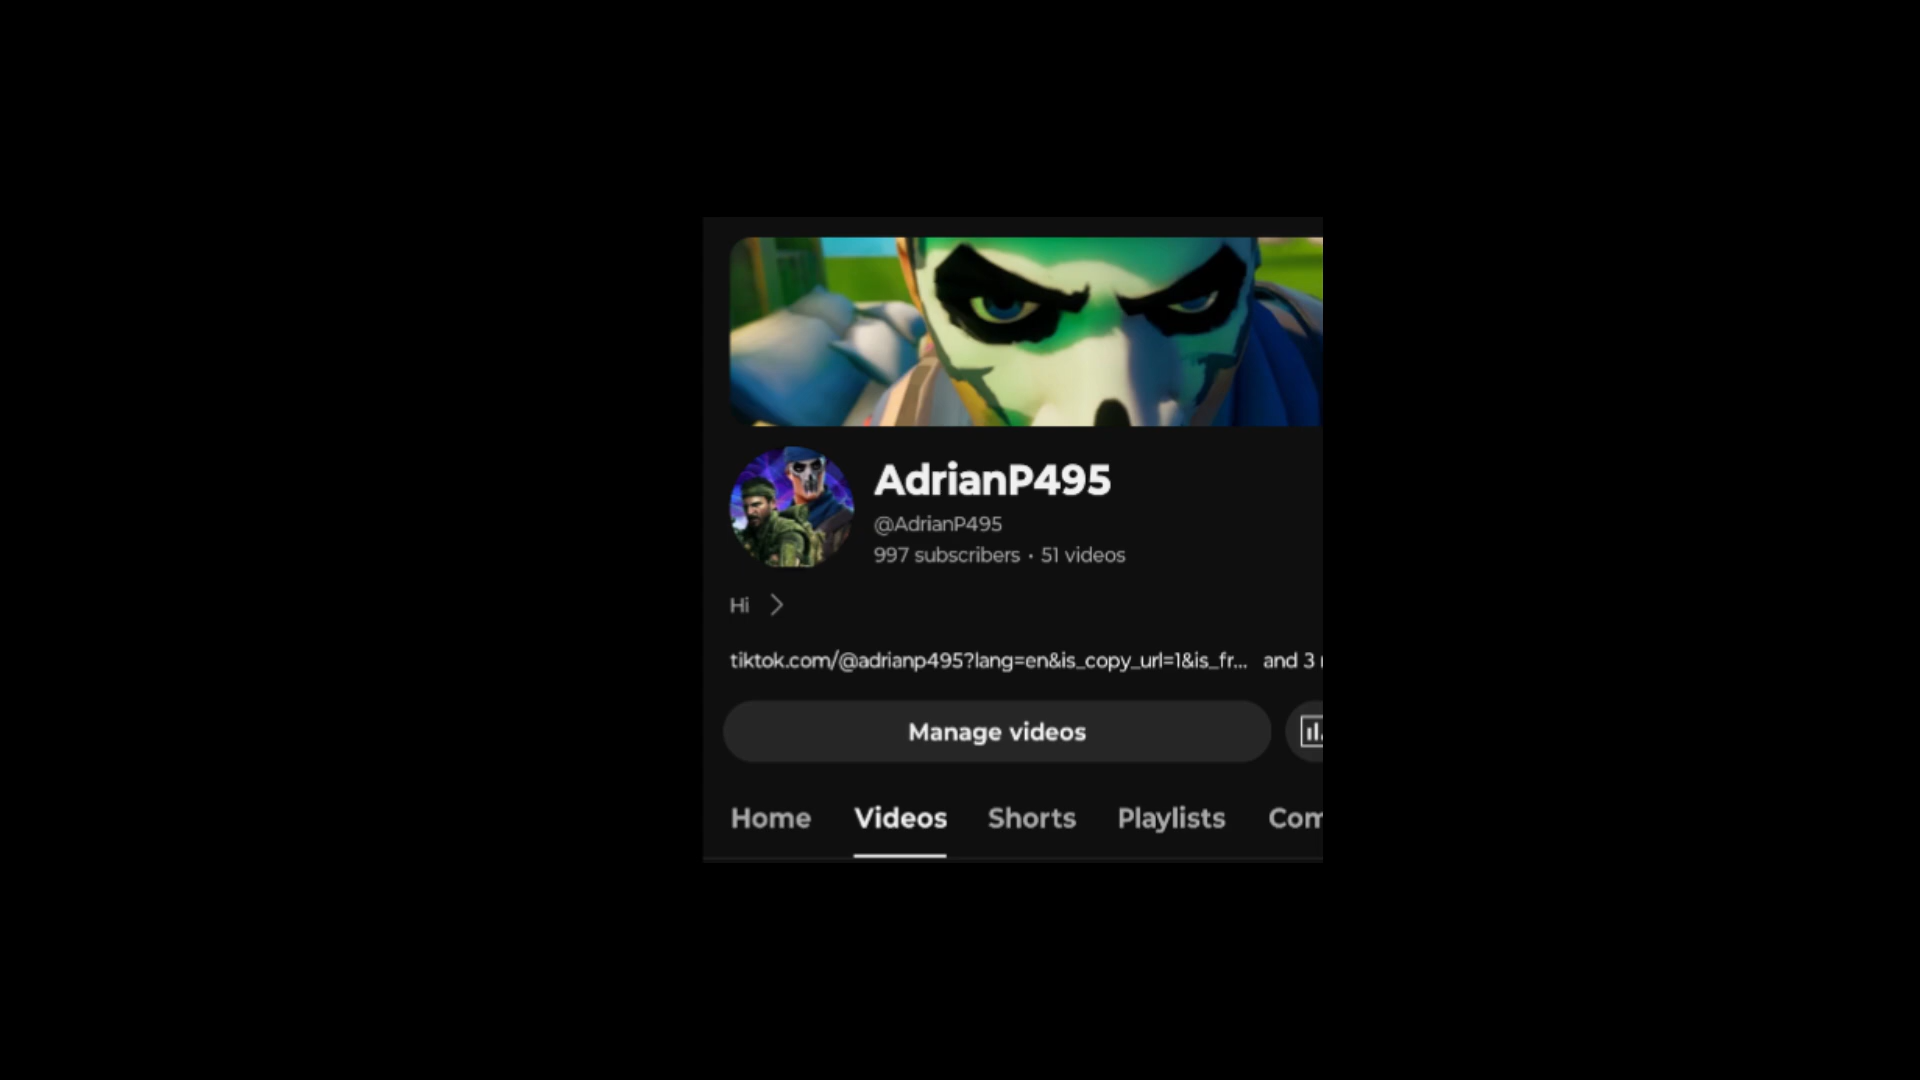 AdrianP495
@AdrianP495
997 subscribers • 51 videos
Hi
tiktok.com/@adrianp495?lang=en&is_copy_url=1&is_fr... and 3
Manage videos
Home Videos Shorts Playlists Com